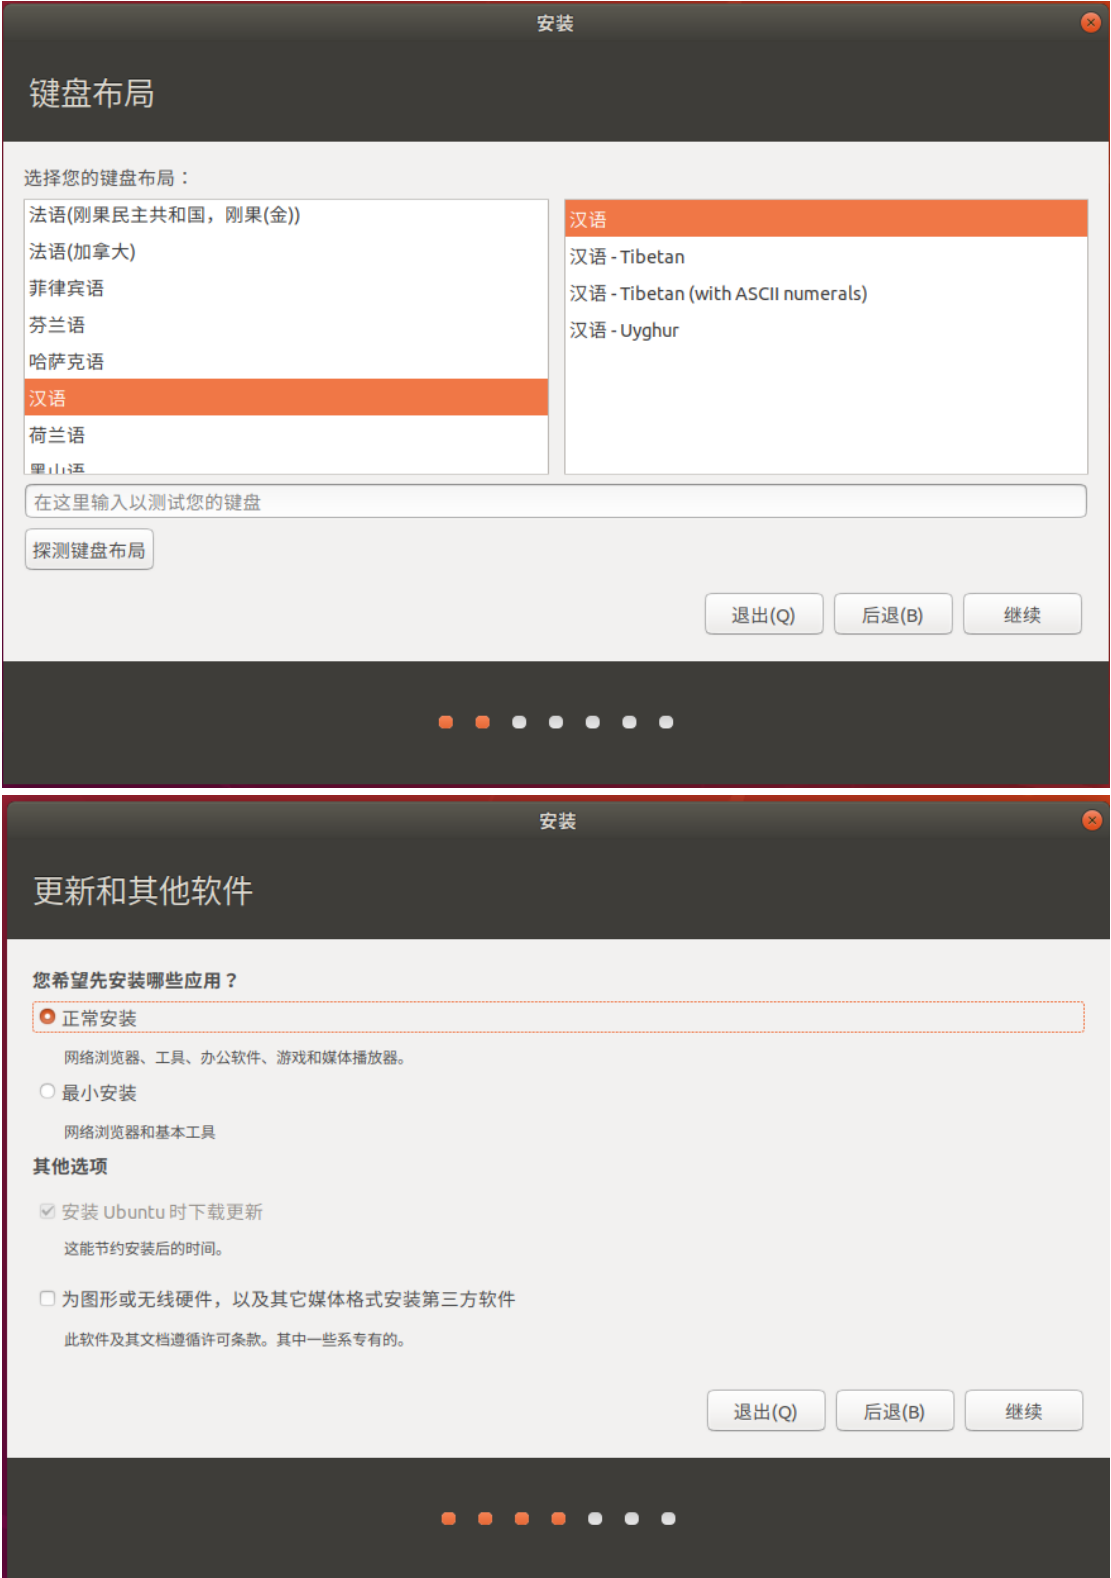 安装
键盘布局
选择您的键盘布局：
法语(刚果民主共和国，刚果(金))
法语(加拿大)
菲律宾语
芬兰语
哈萨克语
汉语
荷兰语
黑山语
汉语
汉语 - Tibetan
汉语 - Tibetan (with ASCII numerals)
汉语 - Uyghur
在这里输入以测试您的键盘
探测键盘布局
退出(Q) 后退(B) 继续
安装
更新和其他软件
您希望先安装哪些应用？
正常安装
网络浏览器、工具、办公软件、游戏和媒体播放器。
最小安装
网络浏览器和基本工具
其他选项
安装 Ubuntu 时下载更新
这能节约安装后的时间。
为图形或无线硬件，以及其它媒体格式安装第三方软件
此软件及其文档遵循许可条款。其中一些系专有的。
退出(Q) 后退(B) 继续